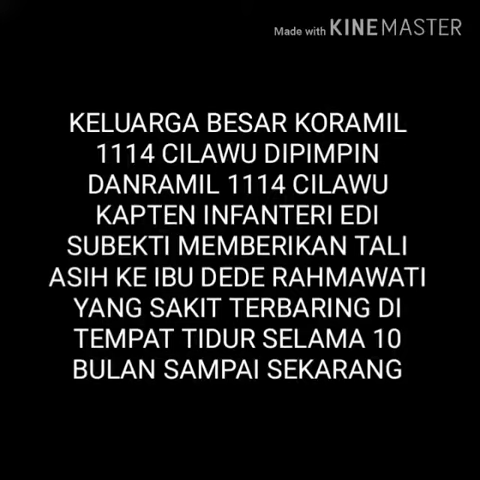 Made with KINEMASTER
KELUARGA BESAR KORAMIL
1114 CILAWU DIPIMPIN
DANRAMIL 1114 CILAWU
KAPTEN INFANTERI EDI
SUBEKTI MEMBERIKAN TALI
ASIH KE IBU DEDE RAHMAWATI
YANG SAKIT TERBARING DI
TEMPAT TIDUR SELAMA 10
BULAN SAMPAI SEKARANG